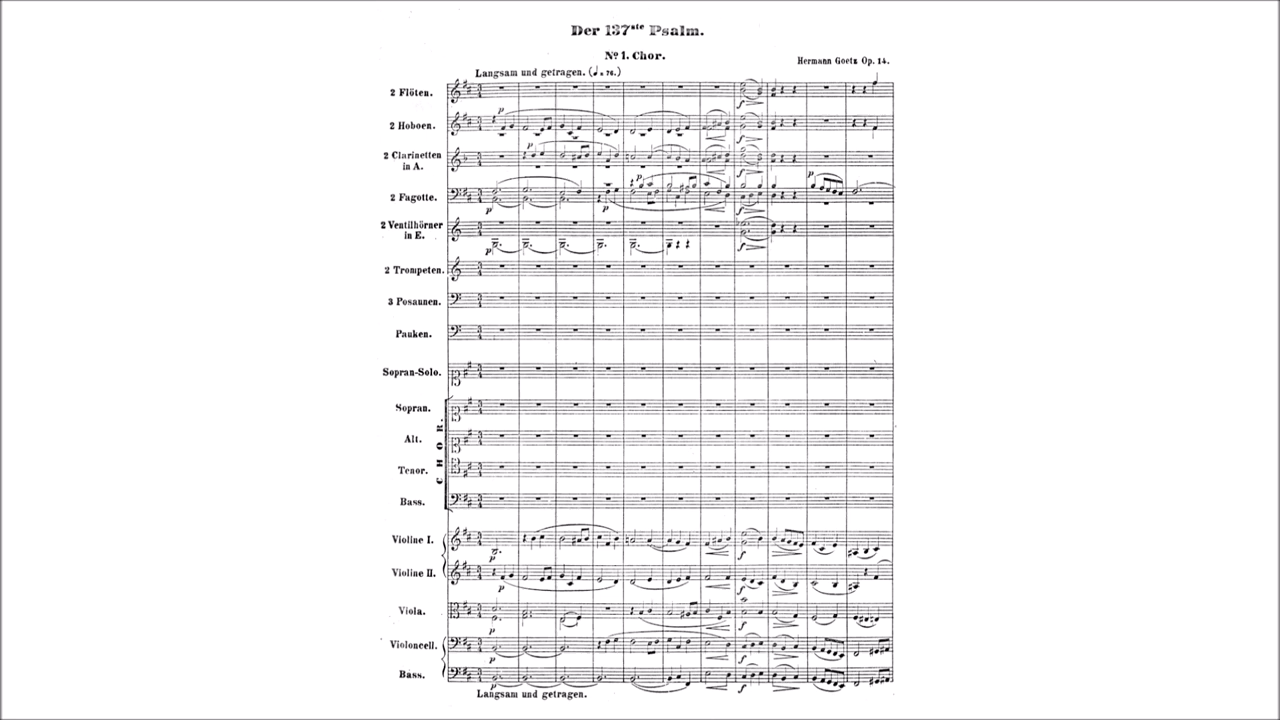 Der 137ste Psalm.
No 1. Chor.
Hermann Goetz Op. 14.
Langsam und getragen. (♩ = 76.)
2 Flöten.
p
f
2 Hoboen.
p
f
2 Clarinetten
in A.
p
f
2 Fagotte.
p
p
p
f
p
2 Ventilhörner
in E.
p
f
2 Trompeten.
3 Posaunen.
Pauken.
Sopran-Solo.
CHOR
Sopran.
Alt.
Tenor.
Bass.
Violine I.
p
f
Violine II.
p
f
Viola.
p
f
Violoncell.
p
f
Bass.
p
f
Langsam und getragen.